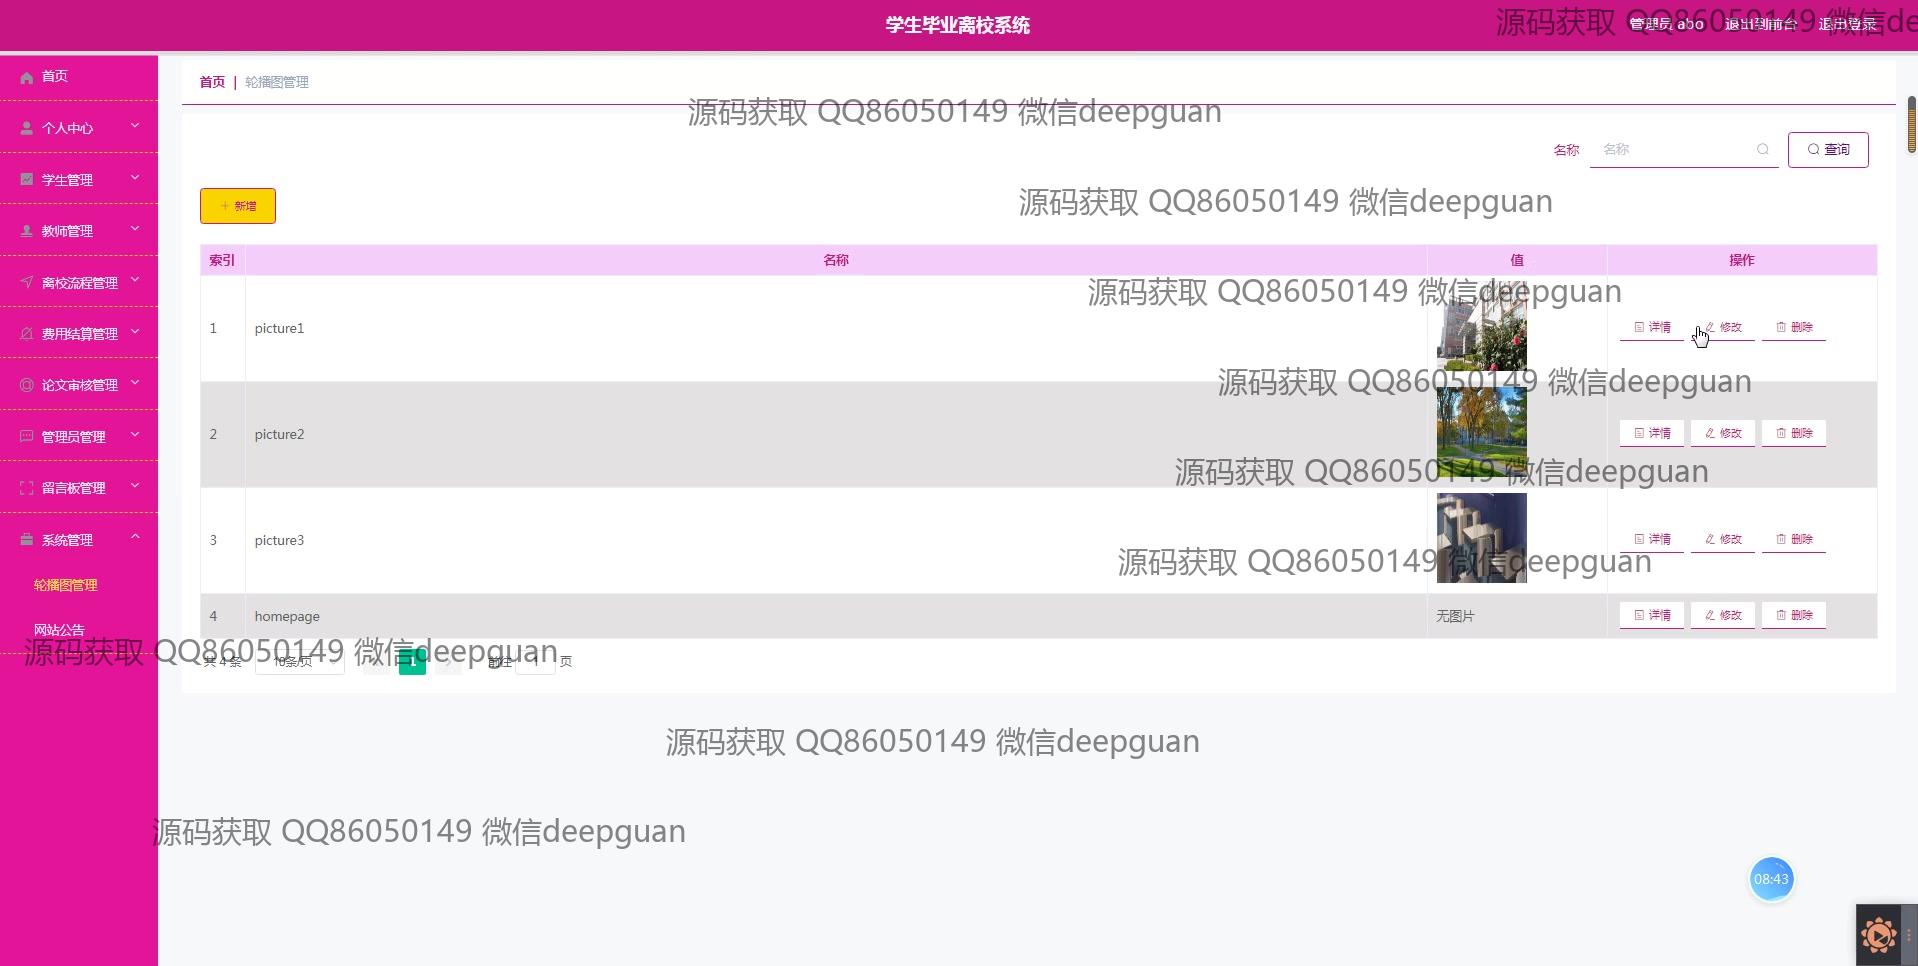 学生毕业离校系统
管理员 abo 退出到前台 退出登录
源码获取 QQ86050149 微信de
首页
个人中心
学生管理
教师管理
离校流程管理
费用结算管理
论文审核管理
管理员管理
留言板管理
系统管理
轮播图管理
网站公告
首页 | 轮播图管理
源码获取 QQ86050149 微信deepguan
名称 名称 查询
新增
源码获取 QQ86050149 微信deepguan
索引 名称 值 操作
源码获取 QQ86050149 微信deepguan
1 picture1 详情 修改 删除
源码获取 QQ86050149 微信deepguan
2 picture2 详情 修改 删除
源码获取 QQ86050149 微信deepguan
3 picture3 详情 修改 删除
源码获取 QQ86050149 微信deepguan
4 homepage 无图片 详情 修改 删除
源码获取 QQ86050149 微信deepguan
共 4 条 10条/页 1 前往 1 页
源码获取 QQ86050149 微信deepguan
源码获取 QQ86050149 微信deepguan
08:43